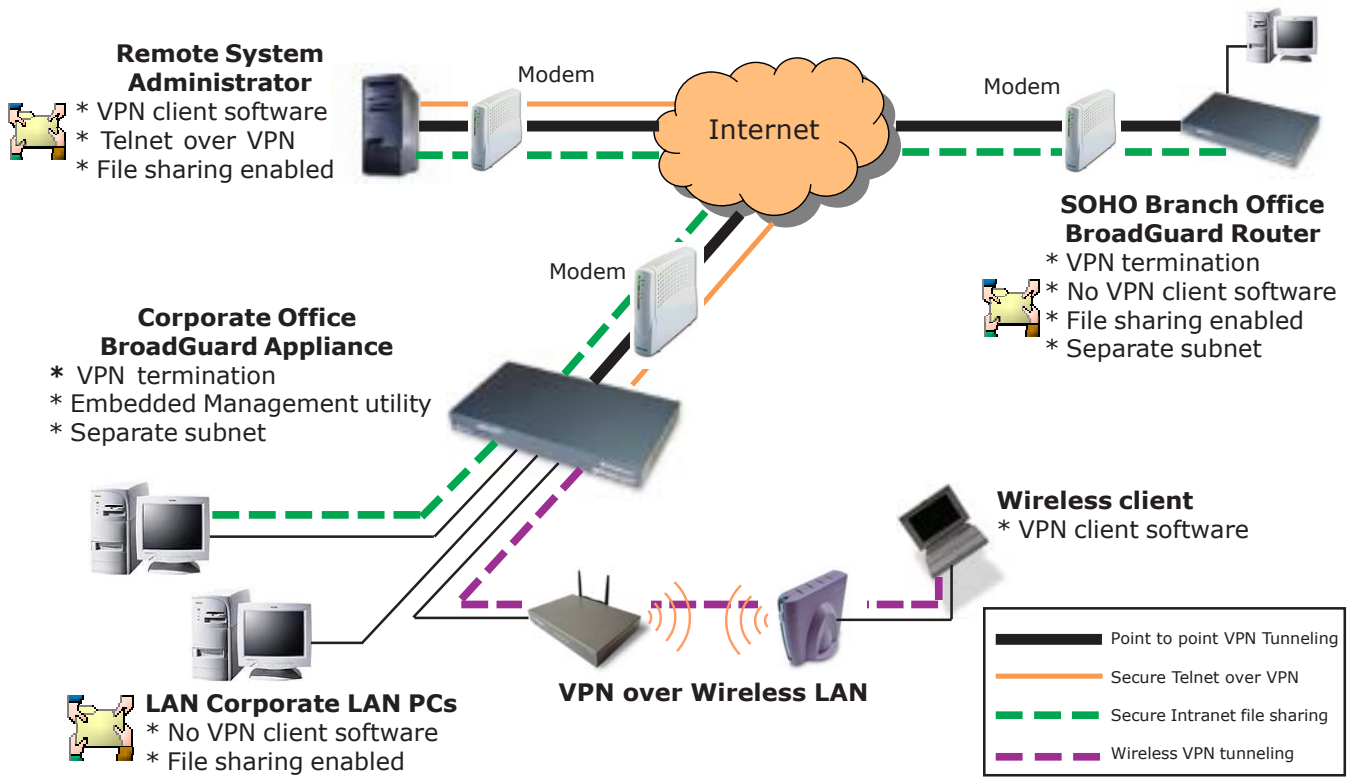 Remote System
Administrator
* VPN client software
* Telnet over VPN
* File sharing enabled
Modem
Internet
Modem
SOHO Branch Office
BroadGuard Router
* VPN termination
* No VPN client software
* File sharing enabled
* Separate subnet
Modem
Corporate Office
BroadGuard Appliance
* VPN termination
* Embedded Management utility
* Separate subnet
Wireless client
* VPN client software
VPN over Wireless LAN
LAN Corporate LAN PCs
* No VPN client software
* File sharing enabled
Point to point VPN Tunneling
Secure Telnet over VPN
Secure Intranet file sharing
Wireless VPN tunneling